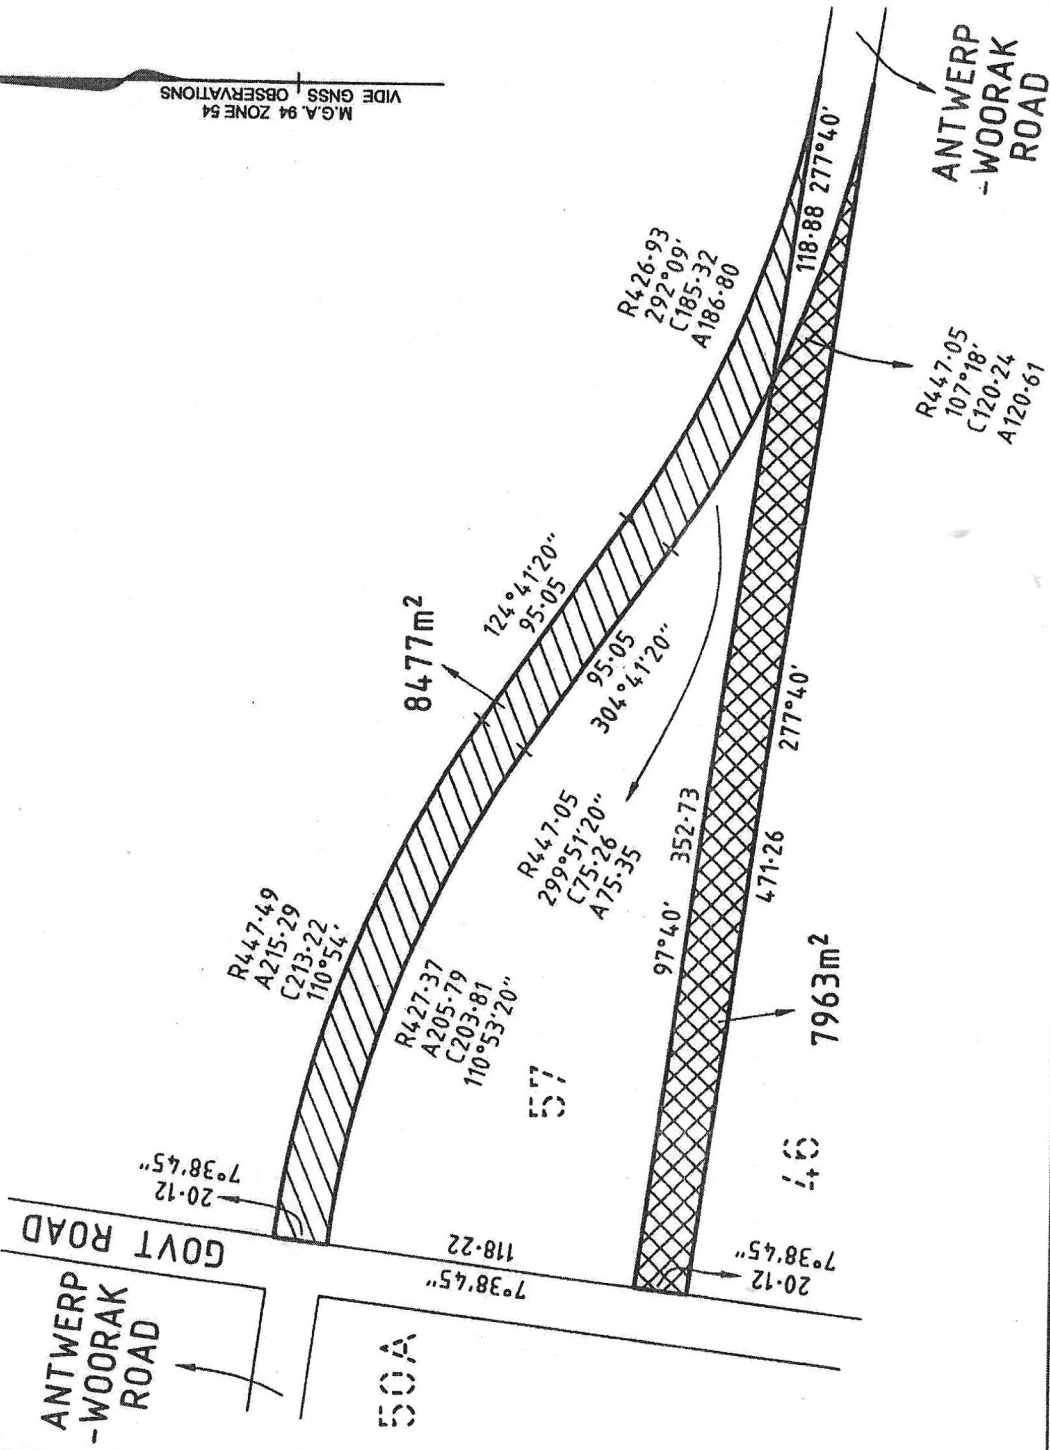 M.G.A. 94 ZONE 54
VIDE GNSS OBSERVATIONS
ANTWERP
-WOORAK
ROAD
GOVT ROAD
20·12
7°38'45"
R447·49
A215·29
C213·22
110°54'
8477m²
124°41'20"
95·05
R426·93
292°09'
C185·32
A186·80
118·88 277°40'
ANTWERP
-WOORAK
ROAD
R427·37
A205·79
C203·81
110°53'20"
95·05
304°41'20"
R447·05
299°51'20"
C75·26
A75·35
R447·05
107°18'
C120·24
A120·61
118·22
7°38'45"
57
97°40'
352·73
471·26
277°40'
50A
20·12
7°38'45"
46
7963m²